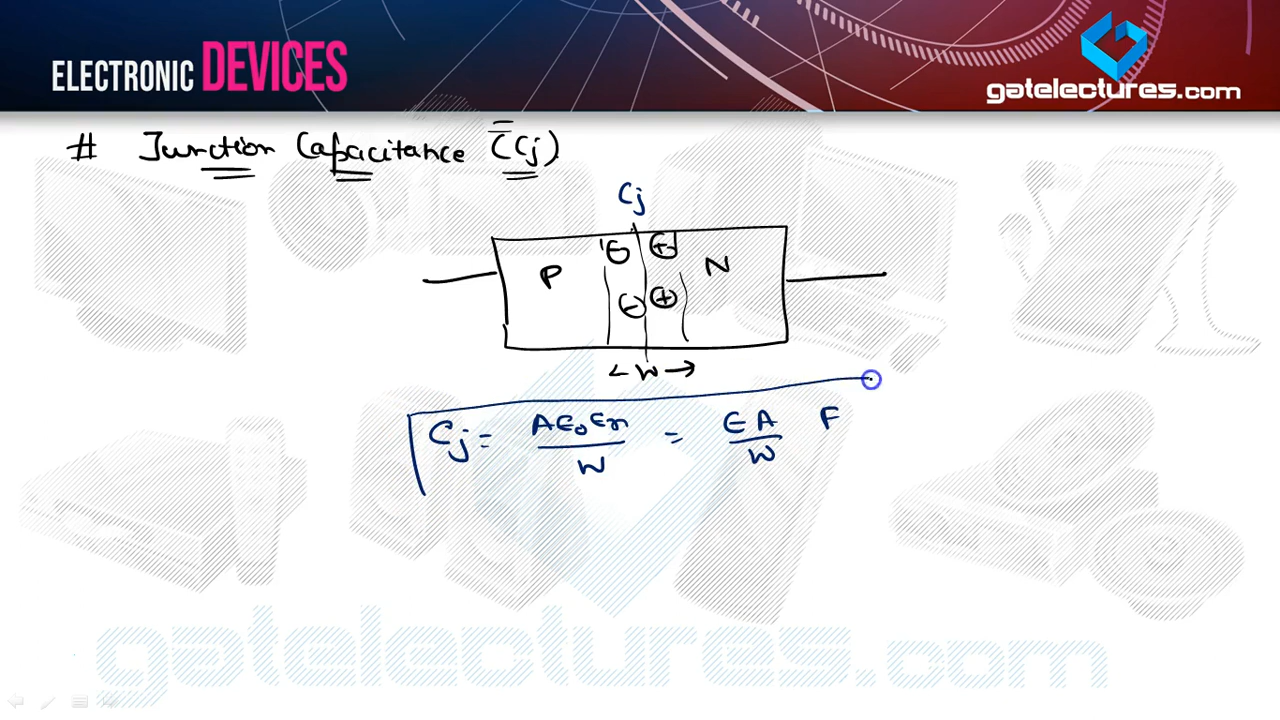 ELECTRONIC DEVICES
gatelectures.com
# Junction Capacitance (Cj)
Cj
P ⊖ ⊕ N
⊖ ⊕
← W →
Cj = Aϵ₀ϵr / W = ϵA / W F
gatelectures.com